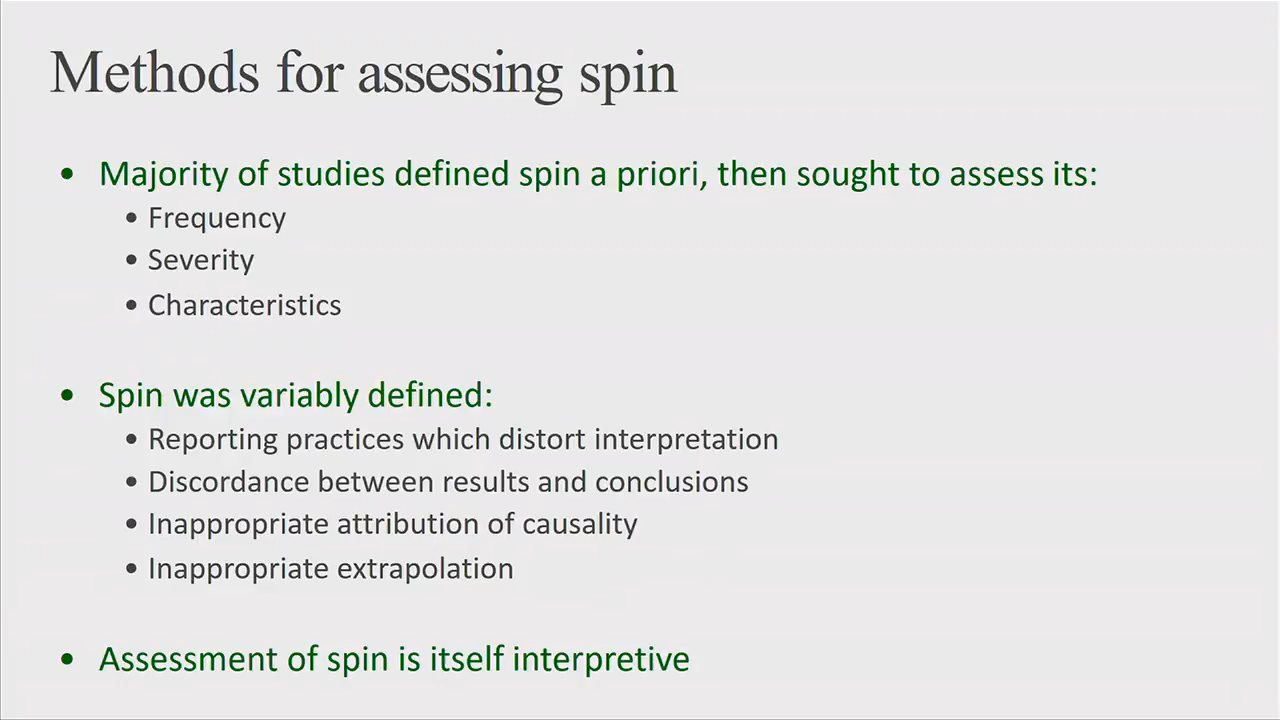 Methods for assessing spin
• Majority of studies defined spin a priori, then sought to assess its:
• Frequency
• Severity
• Characteristics
• Spin was variably defined:
• Reporting practices which distort interpretation
• Discordance between results and conclusions
• Inappropriate attribution of causality
• Inappropriate extrapolation
• Assessment of spin is itself interpretive